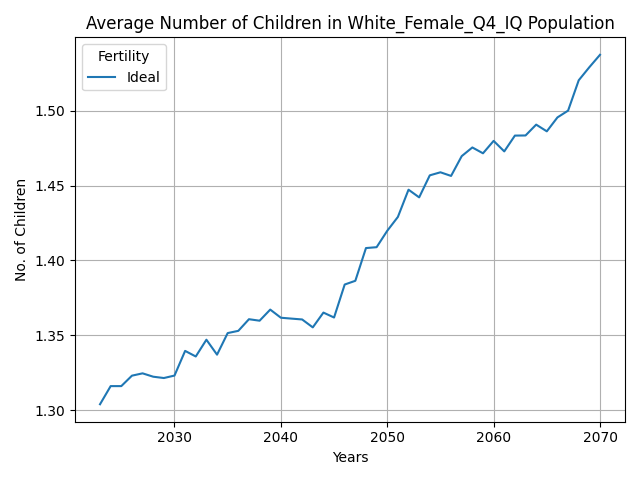 Average Number of Children in White_Female_Q4_IQ Population
Fertility
Ideal
No. of Children
1.50
1.45
1.40
1.35
1.30
2030 2040 2050 2060 2070
Years